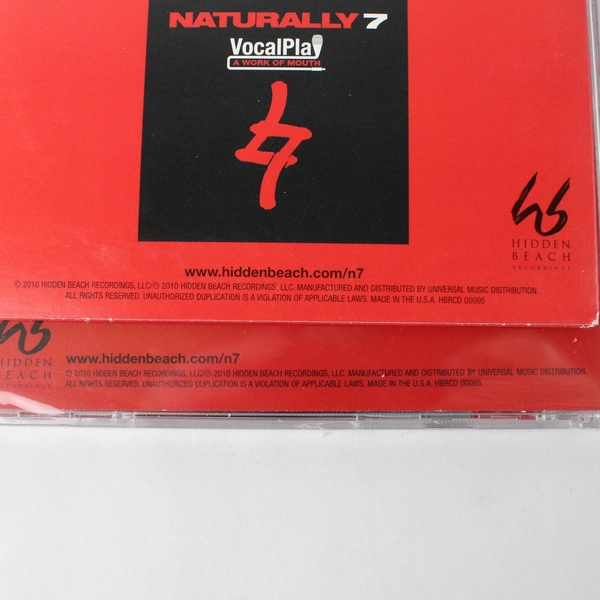 NATURALLY 7
VocalPlay
A WORK OF MOUTH
HIDDEN
BEACH
RECORDINGS
www.hiddenbeach.com/n7
© 2010 HIDDEN BEACH RECORDINGS, LLC/℗ 2010 HIDDEN BEACH RECORDINGS, LLC. MANUFACTURED AND DISTRIBUTED BY UNIVERSAL MUSIC DISTRIBUTION.
ALL RIGHTS RESERVED. UNAUTHORIZED DUPLICATION IS A VIOLATION OF APPLICABLE LAWS. MADE IN THE U.S.A. HBRCD 00095
HIDDEN
BEACH
RECORDINGS
www.hiddenbeach.com/n7
© 2010 HIDDEN BEACH RECORDINGS, LLC/℗ 2010 HIDDEN BEACH RECORDINGS, LLC. MANUFACTURED AND DISTRIBUTED BY UNIVERSAL MUSIC DISTRIBUTION.
ALL RIGHTS RESERVED. UNAUTHORIZED DUPLICATION IS A VIOLATION OF APPLICABLE LAWS. MADE IN THE U.S.A. HBRCD 00095